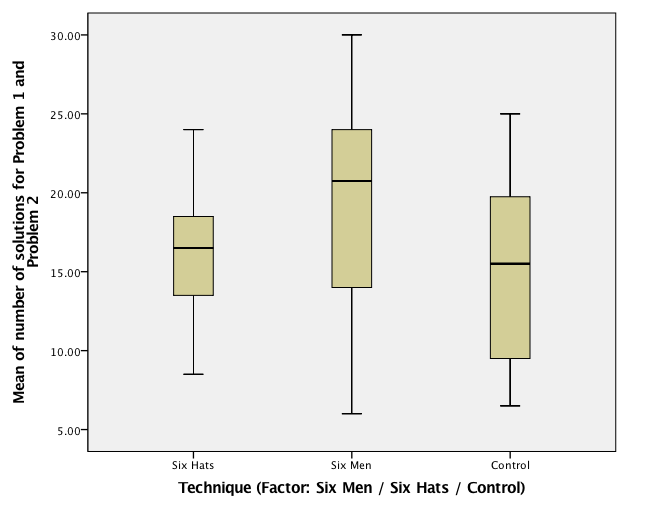 Mean of number of solutions for Problem 1 and
Problem 2
30.00
25.00
20.00
15.00
10.00
5.00
Six Hats
Six Men
Control
Technique (Factor: Six Men / Six Hats / Control)